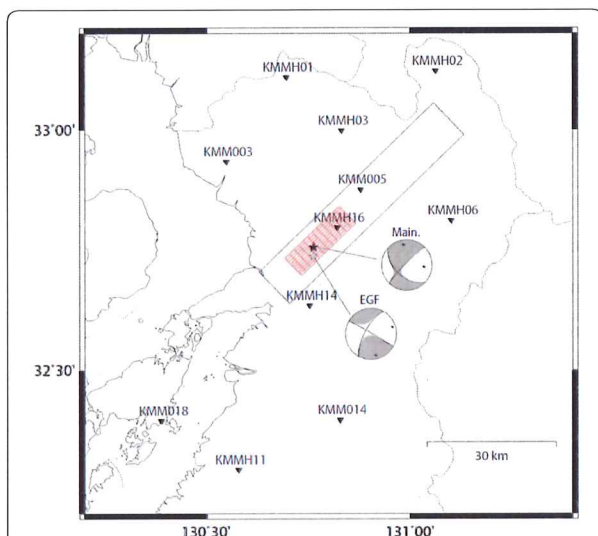 KMMH01
KMMH02
33°00'
KMMH03
KMM003
KMM005
KMMH16
KMMH06
Main.
KMMH14
EGF
32°30'
KMM018
KMM014
KMMH11
30 km
130°30'
131°00'